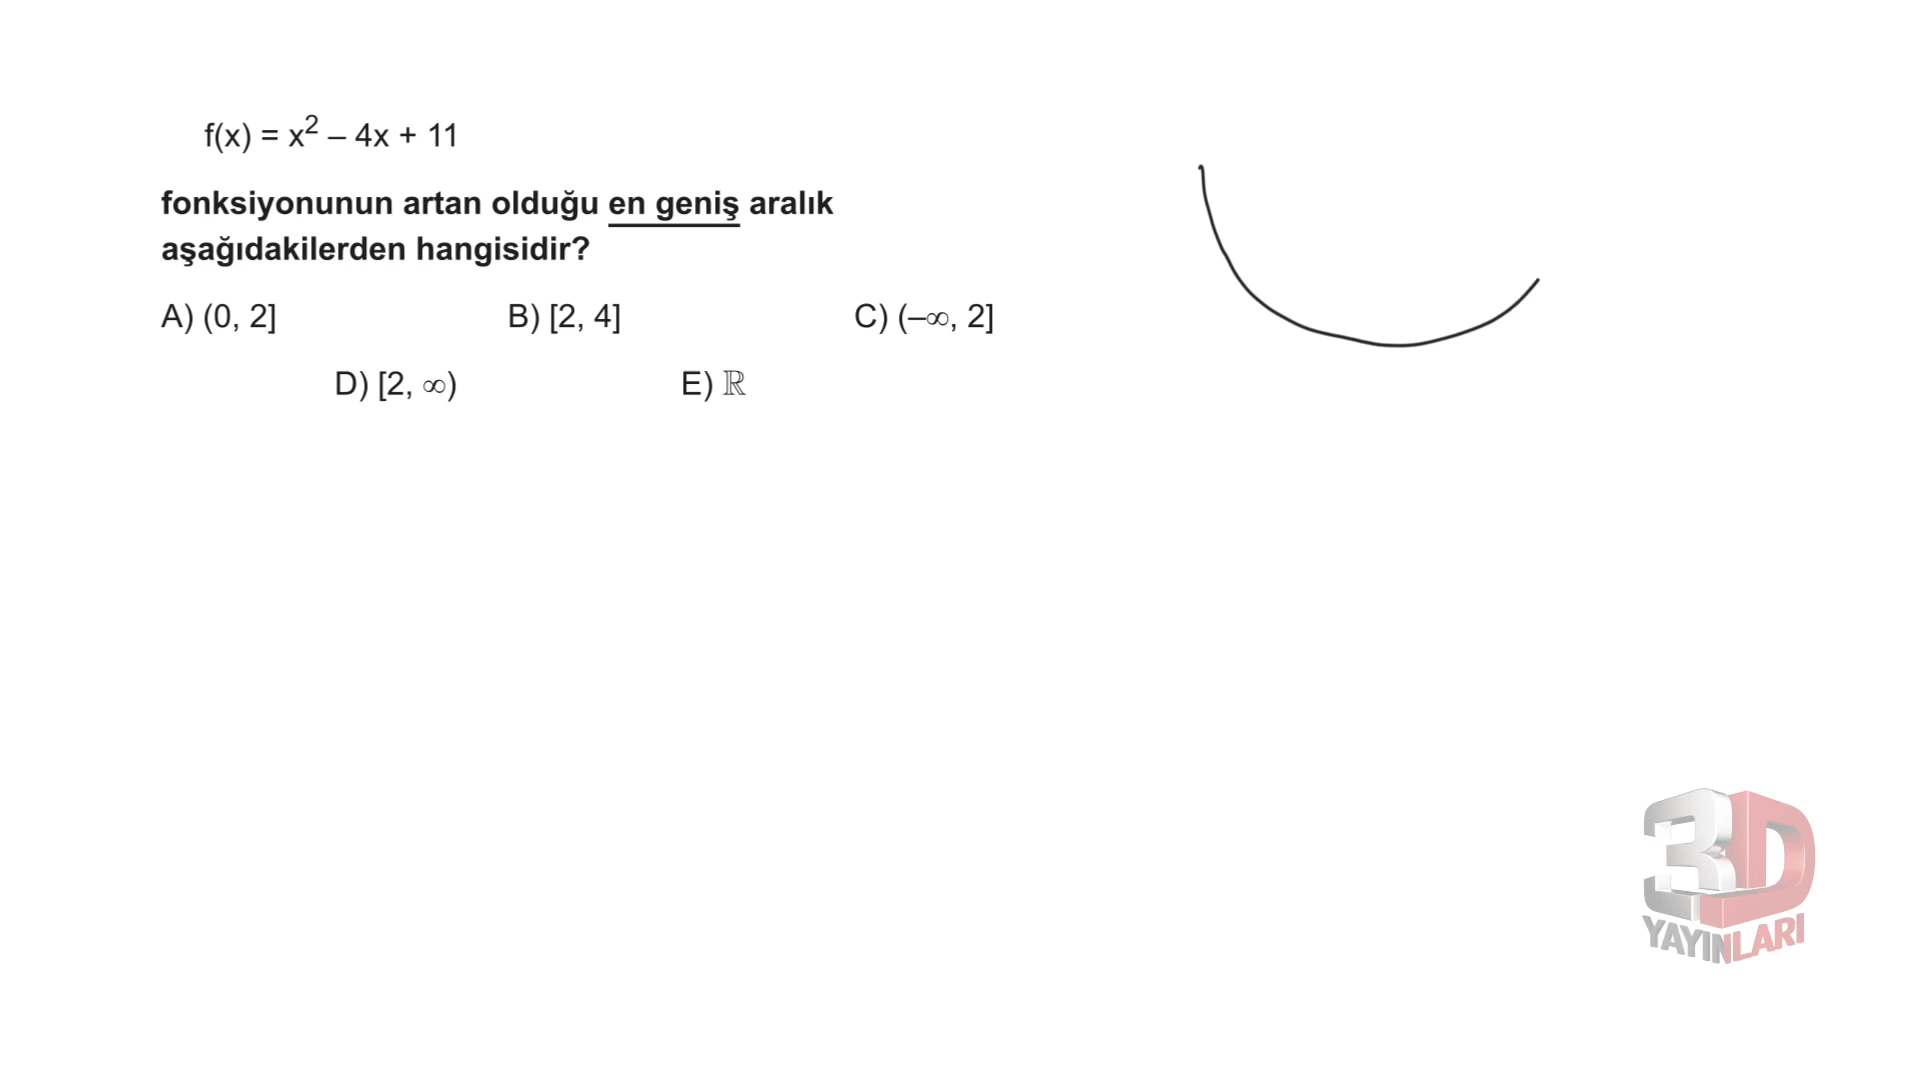 f(x) = x² – 4x + 11
fonksiyonunun artan olduğu en geniş aralık
aşağıdakilerden hangisidir?
A) (0, 2] B) [2, 4] C) (–∞, 2]
D) [2, ∞) E) ℝ
3D
YAYINLARI